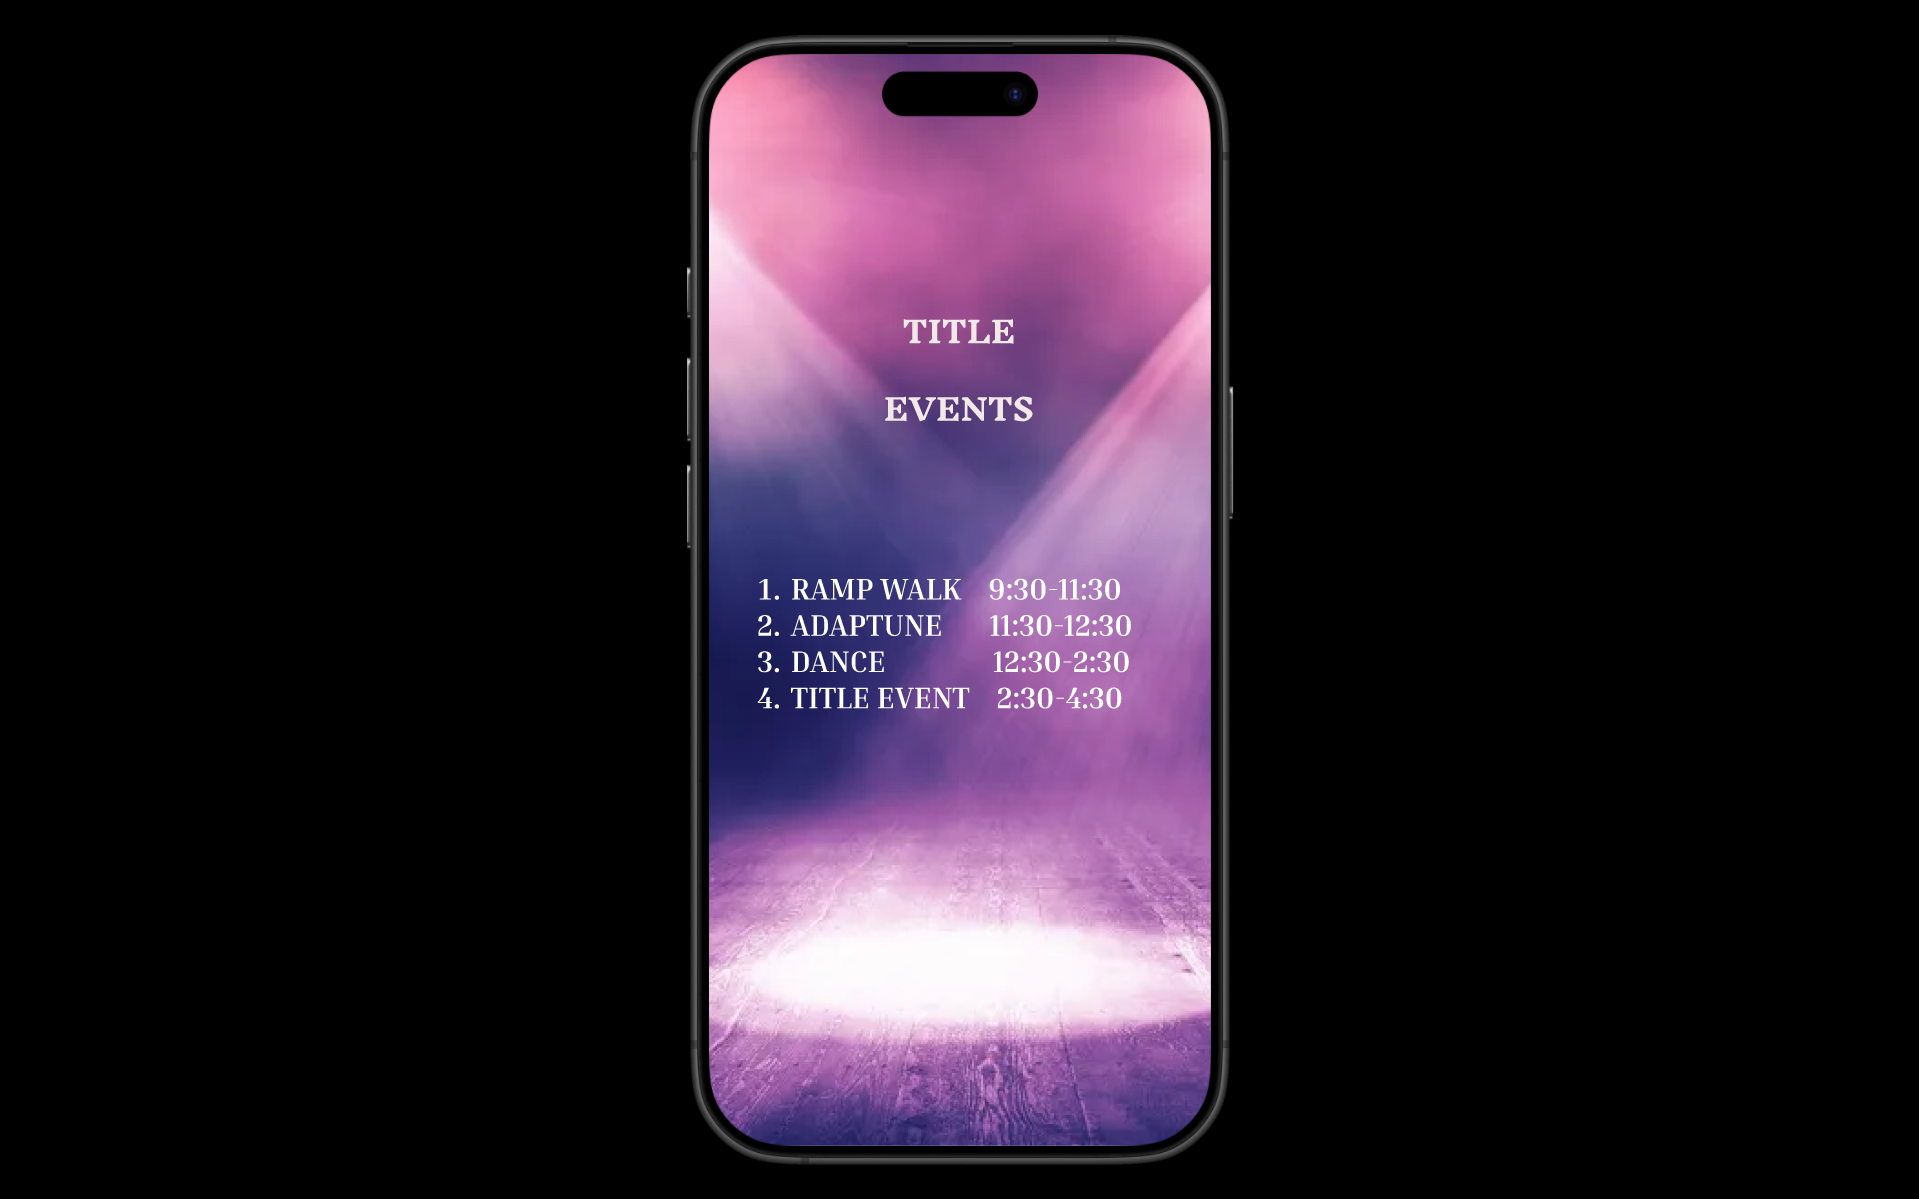 TITLE
EVENTS
1. RAMP WALK 9:30-11:30
2. ADAPTUNE 11:30-12:30
3. DANCE 12:30-2:30
4. TITLE EVENT 2:30-4:30